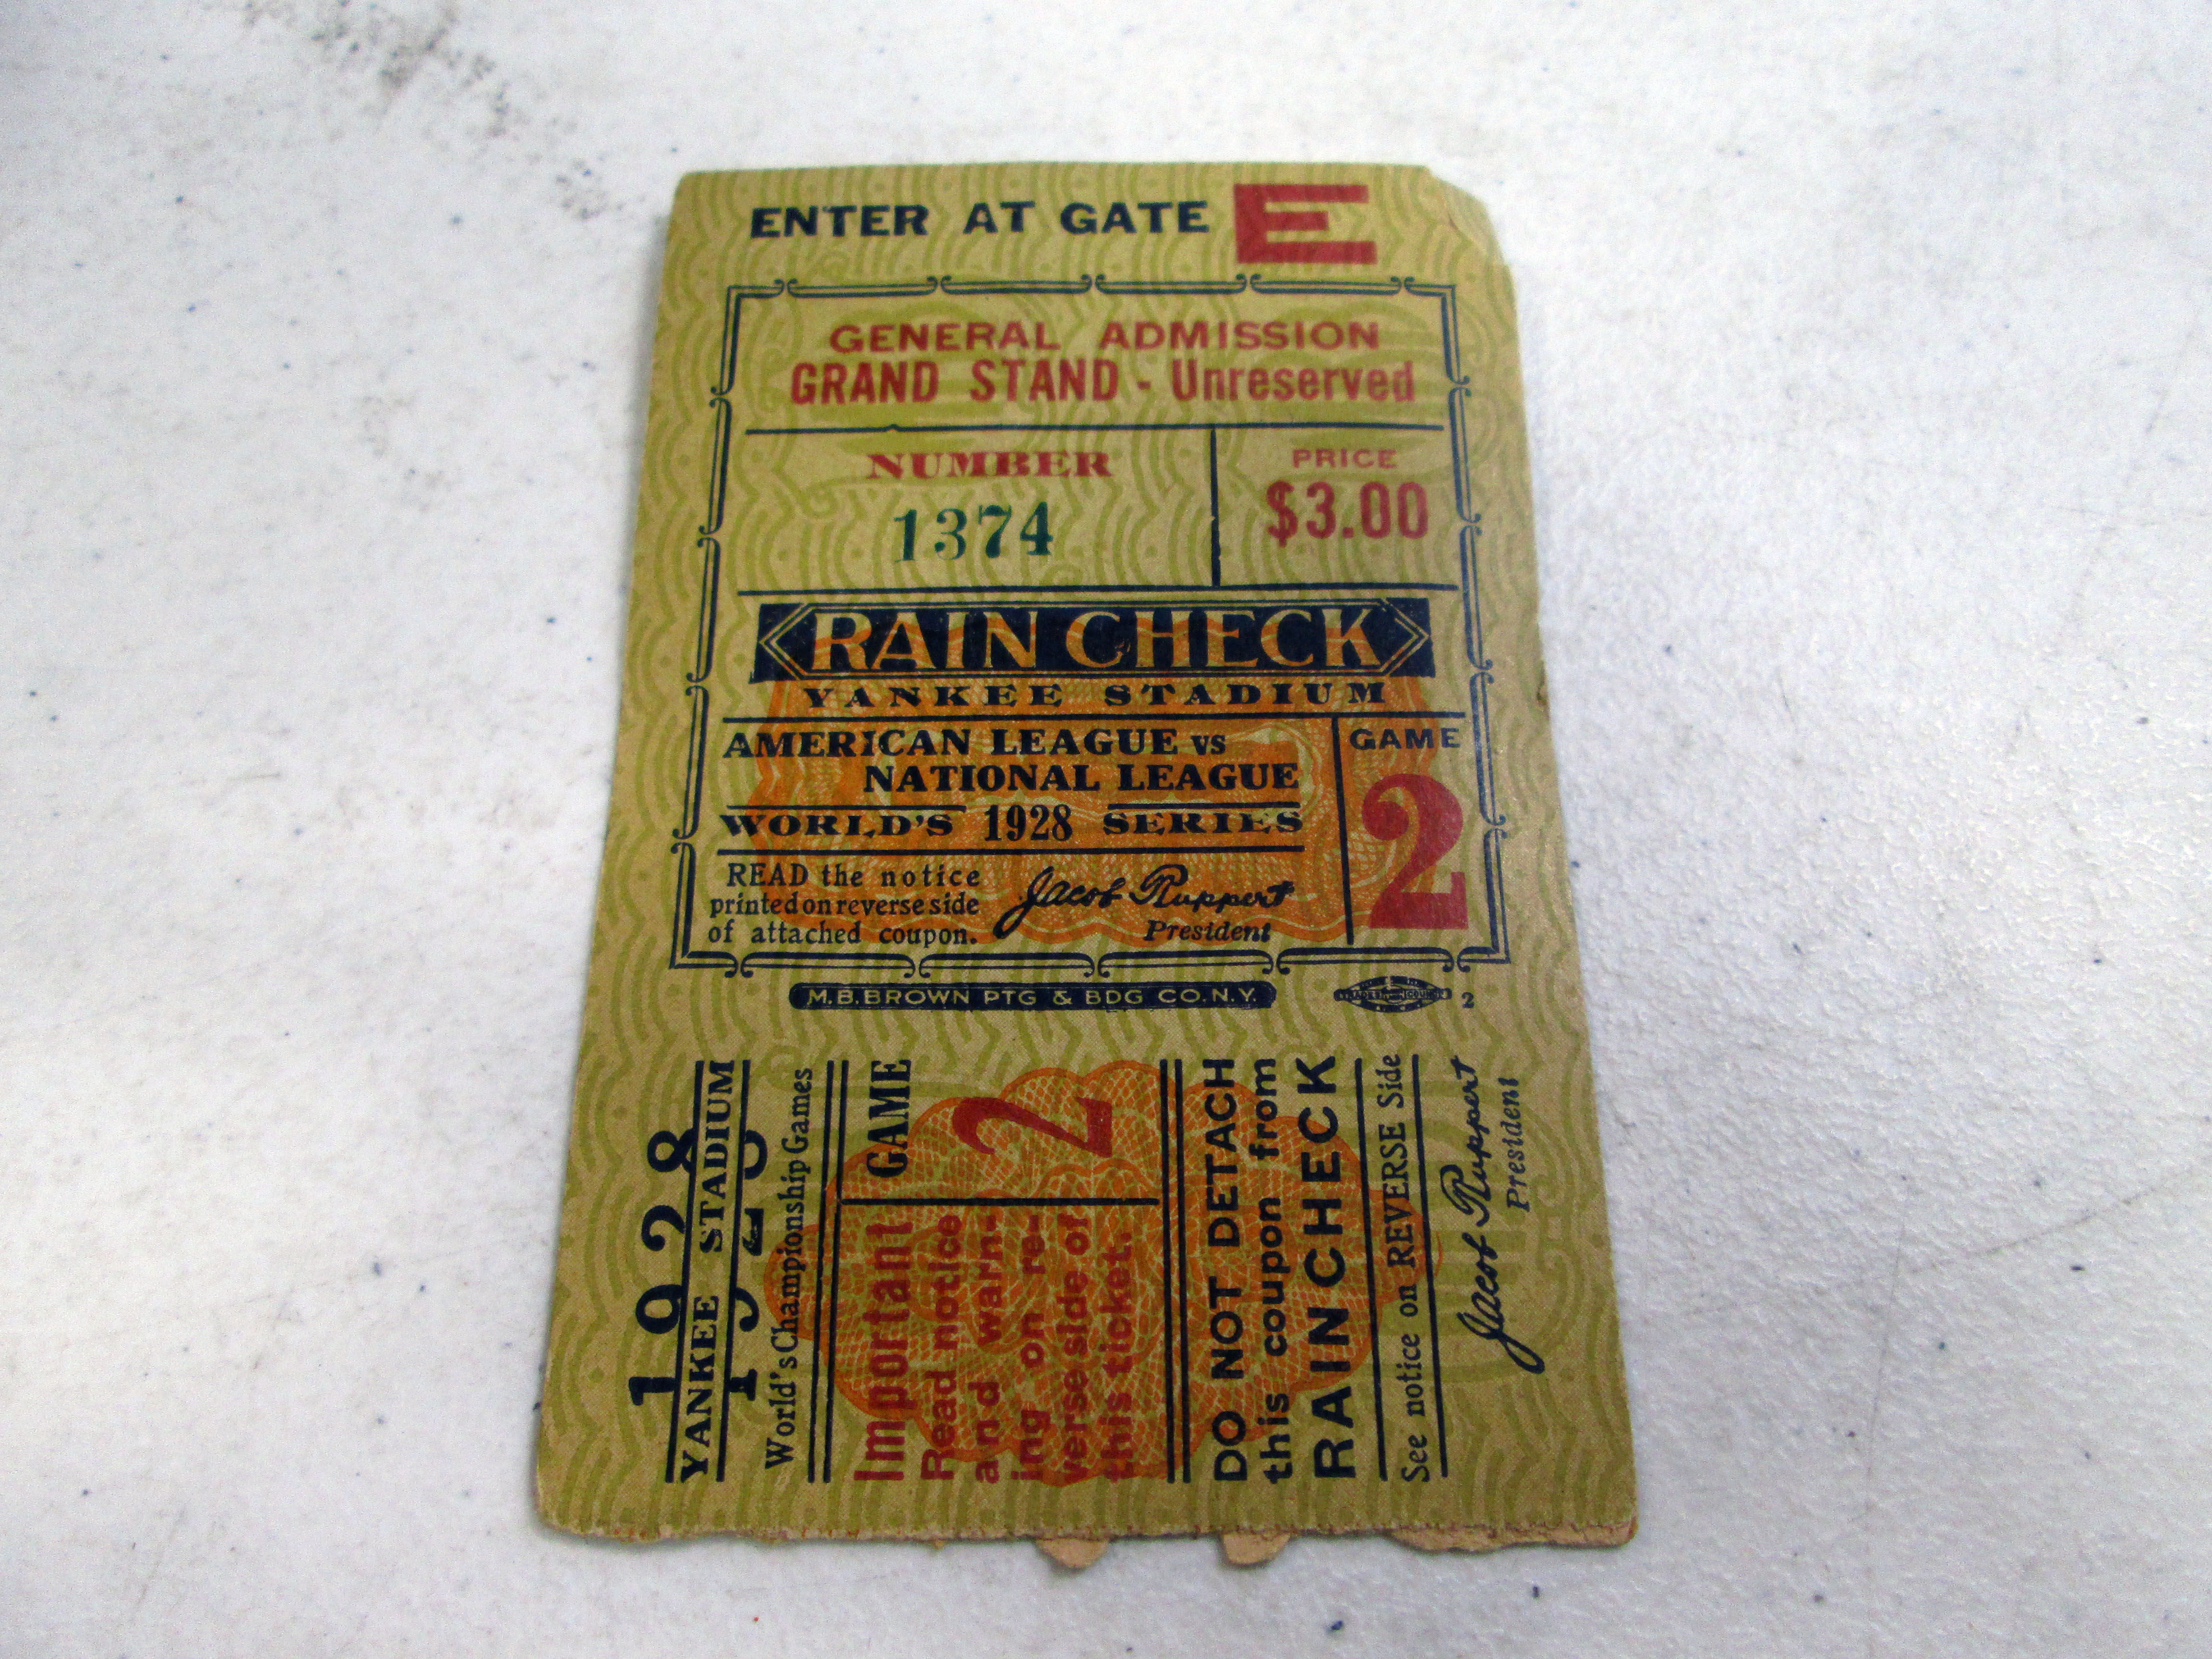 ENTER AT GATE E
GENERAL ADMISSION
GRAND STAND - Unreserved
NUMBER
1374
PRICE
$3.00
RAIN CHECK
YANKEE STADIUM
AMERICAN LEAGUE vs
NATIONAL LEAGUE
WORLD'S 1928 SERIES
GAME
2
READ the notice
printed on reverse side
of attached coupon.
Jacob Ruppert
President
M.B.BROWN PTG & BDG CO.N.Y.
2
1928
YANKEE STADIUM
1928
World's Championship Games
GAME
2
Important
Read notice
and warn-
ing on re-
verse side of
this ticket.
DO NOT DETACH
this coupon from
RAIN CHECK
See notice on REVERSE Side
Jacob Ruppert
President